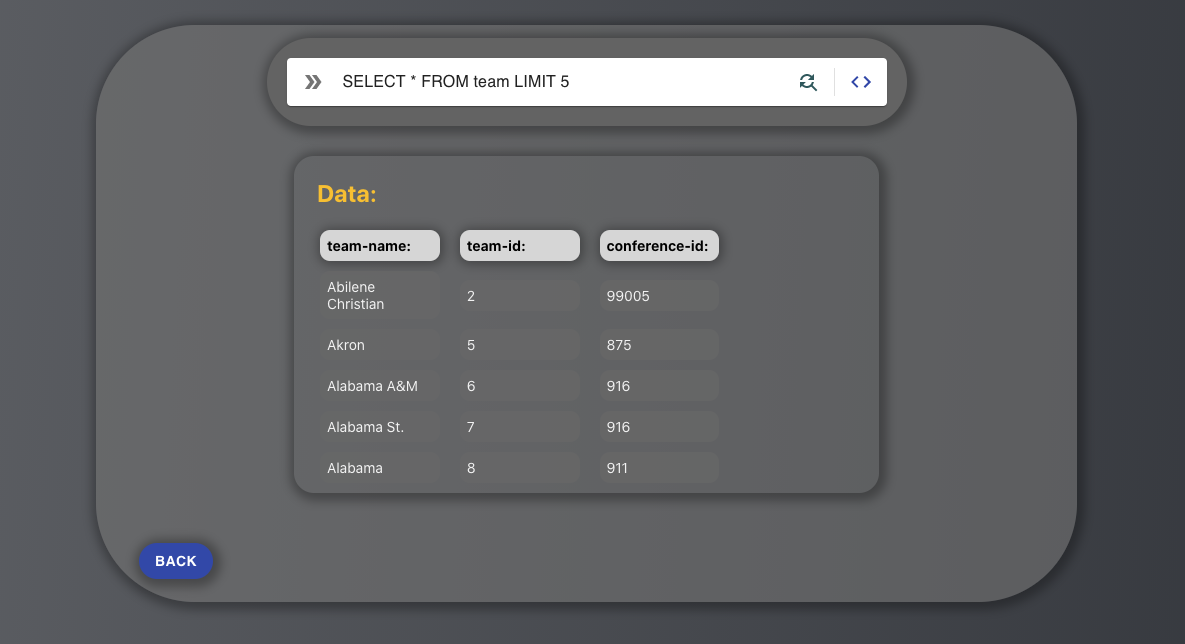 SELECT * FROM team LIMIT 5
Data:
team-name: team-id: conference-id:
Abilene
Christian 2 99005
Akron 5 875
Alabama A&M 6 916
Alabama St. 7 916
Alabama 8 911
BACK